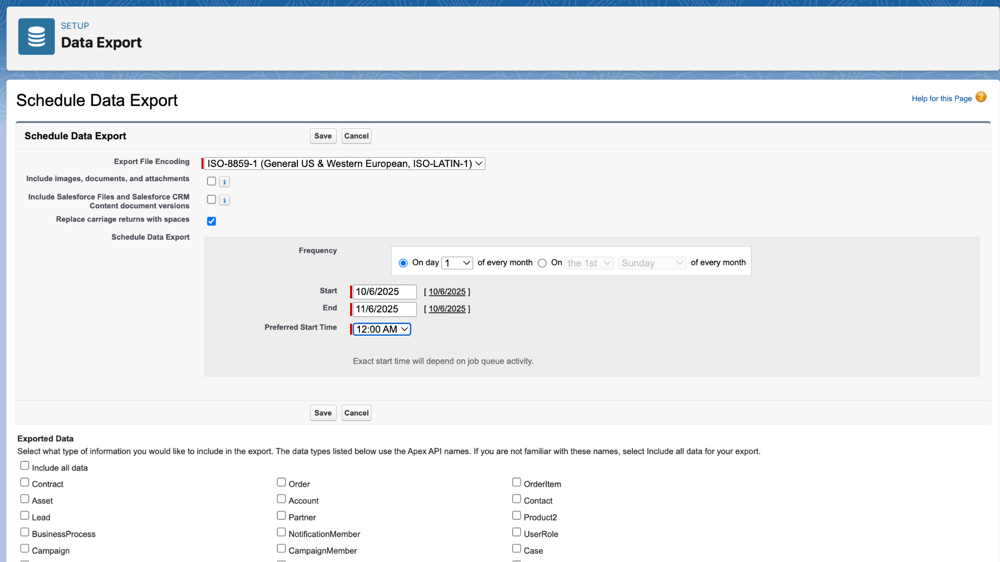 SETUP
Data Export
Schedule Data Export
Help for this Page ?
Schedule Data Export Save Cancel
Export File Encoding ISO-8859-1 (General US & Western European, ISO-LATIN-1)
Include images, documents, and attachments i
Include Salesforce Files and Salesforce CRM
Content document versions i
Replace carriage returns with spaces
Schedule Data Export
Frequency
On day 1 of every month On the 1st Sunday of every month
Start 10/6/2025 [ 10/6/2025 ]
End 11/6/2025 [ 10/6/2025 ]
Preferred Start Time 12:00 AM
Exact start time will depend on job queue activity.
Save Cancel
Exported Data
Select what type of information you would like to include in the export. The data types listed below use the Apex API names. If you are not familiar with these names, select Include all data for your export.
Include all data
Contract Order OrderItem
Asset Account Contact
Lead Partner Product2
BusinessProcess NotificationMember UserRole
Campaign CampaignMember Case